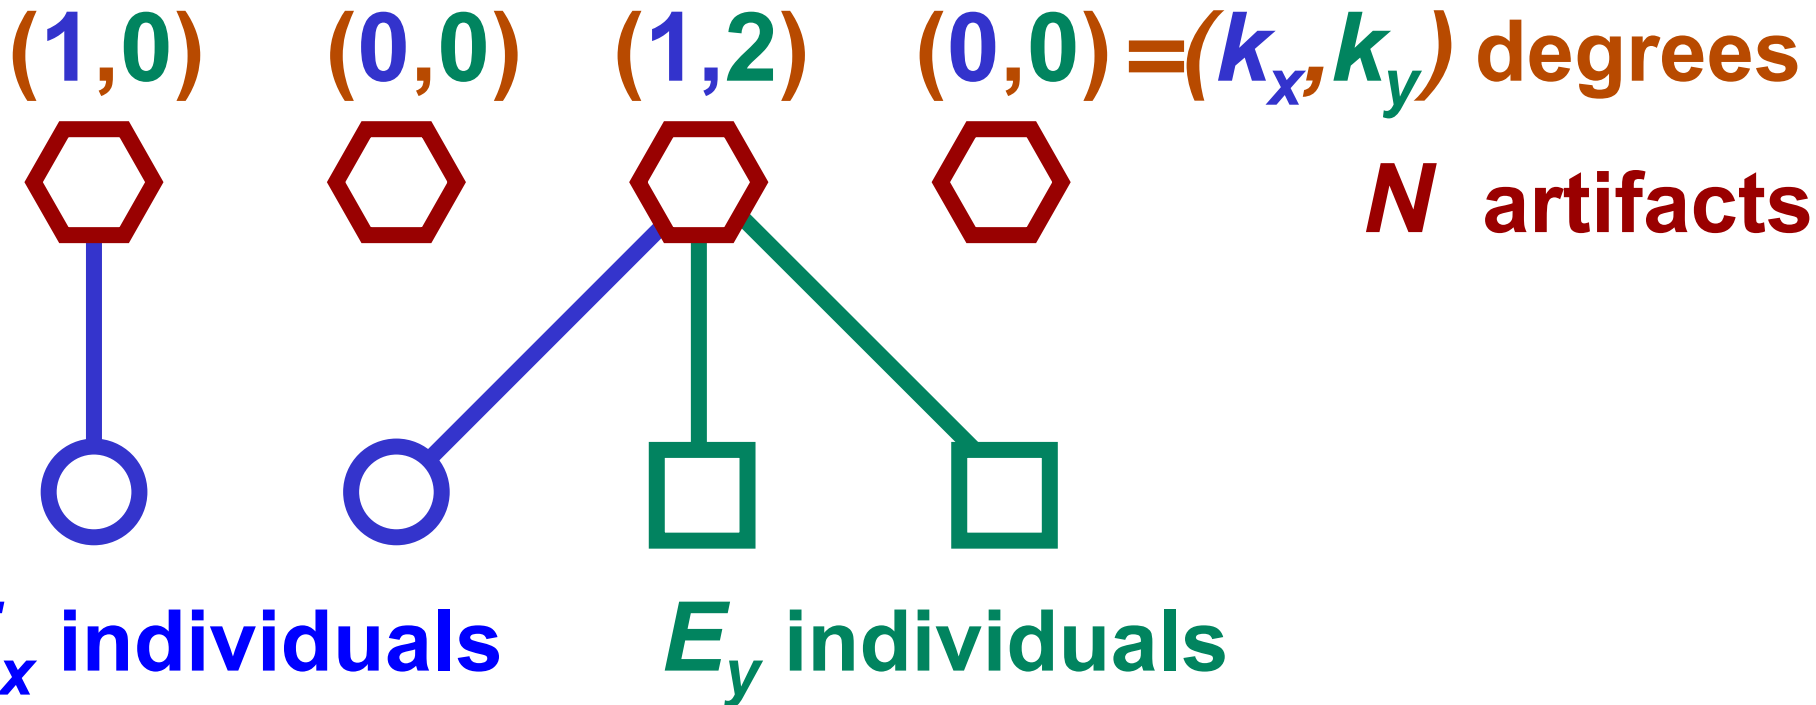 (1,0) (0,0) (1,2) (0,0) =(kx,ky) degrees
N artifacts
x individuals Ey individuals